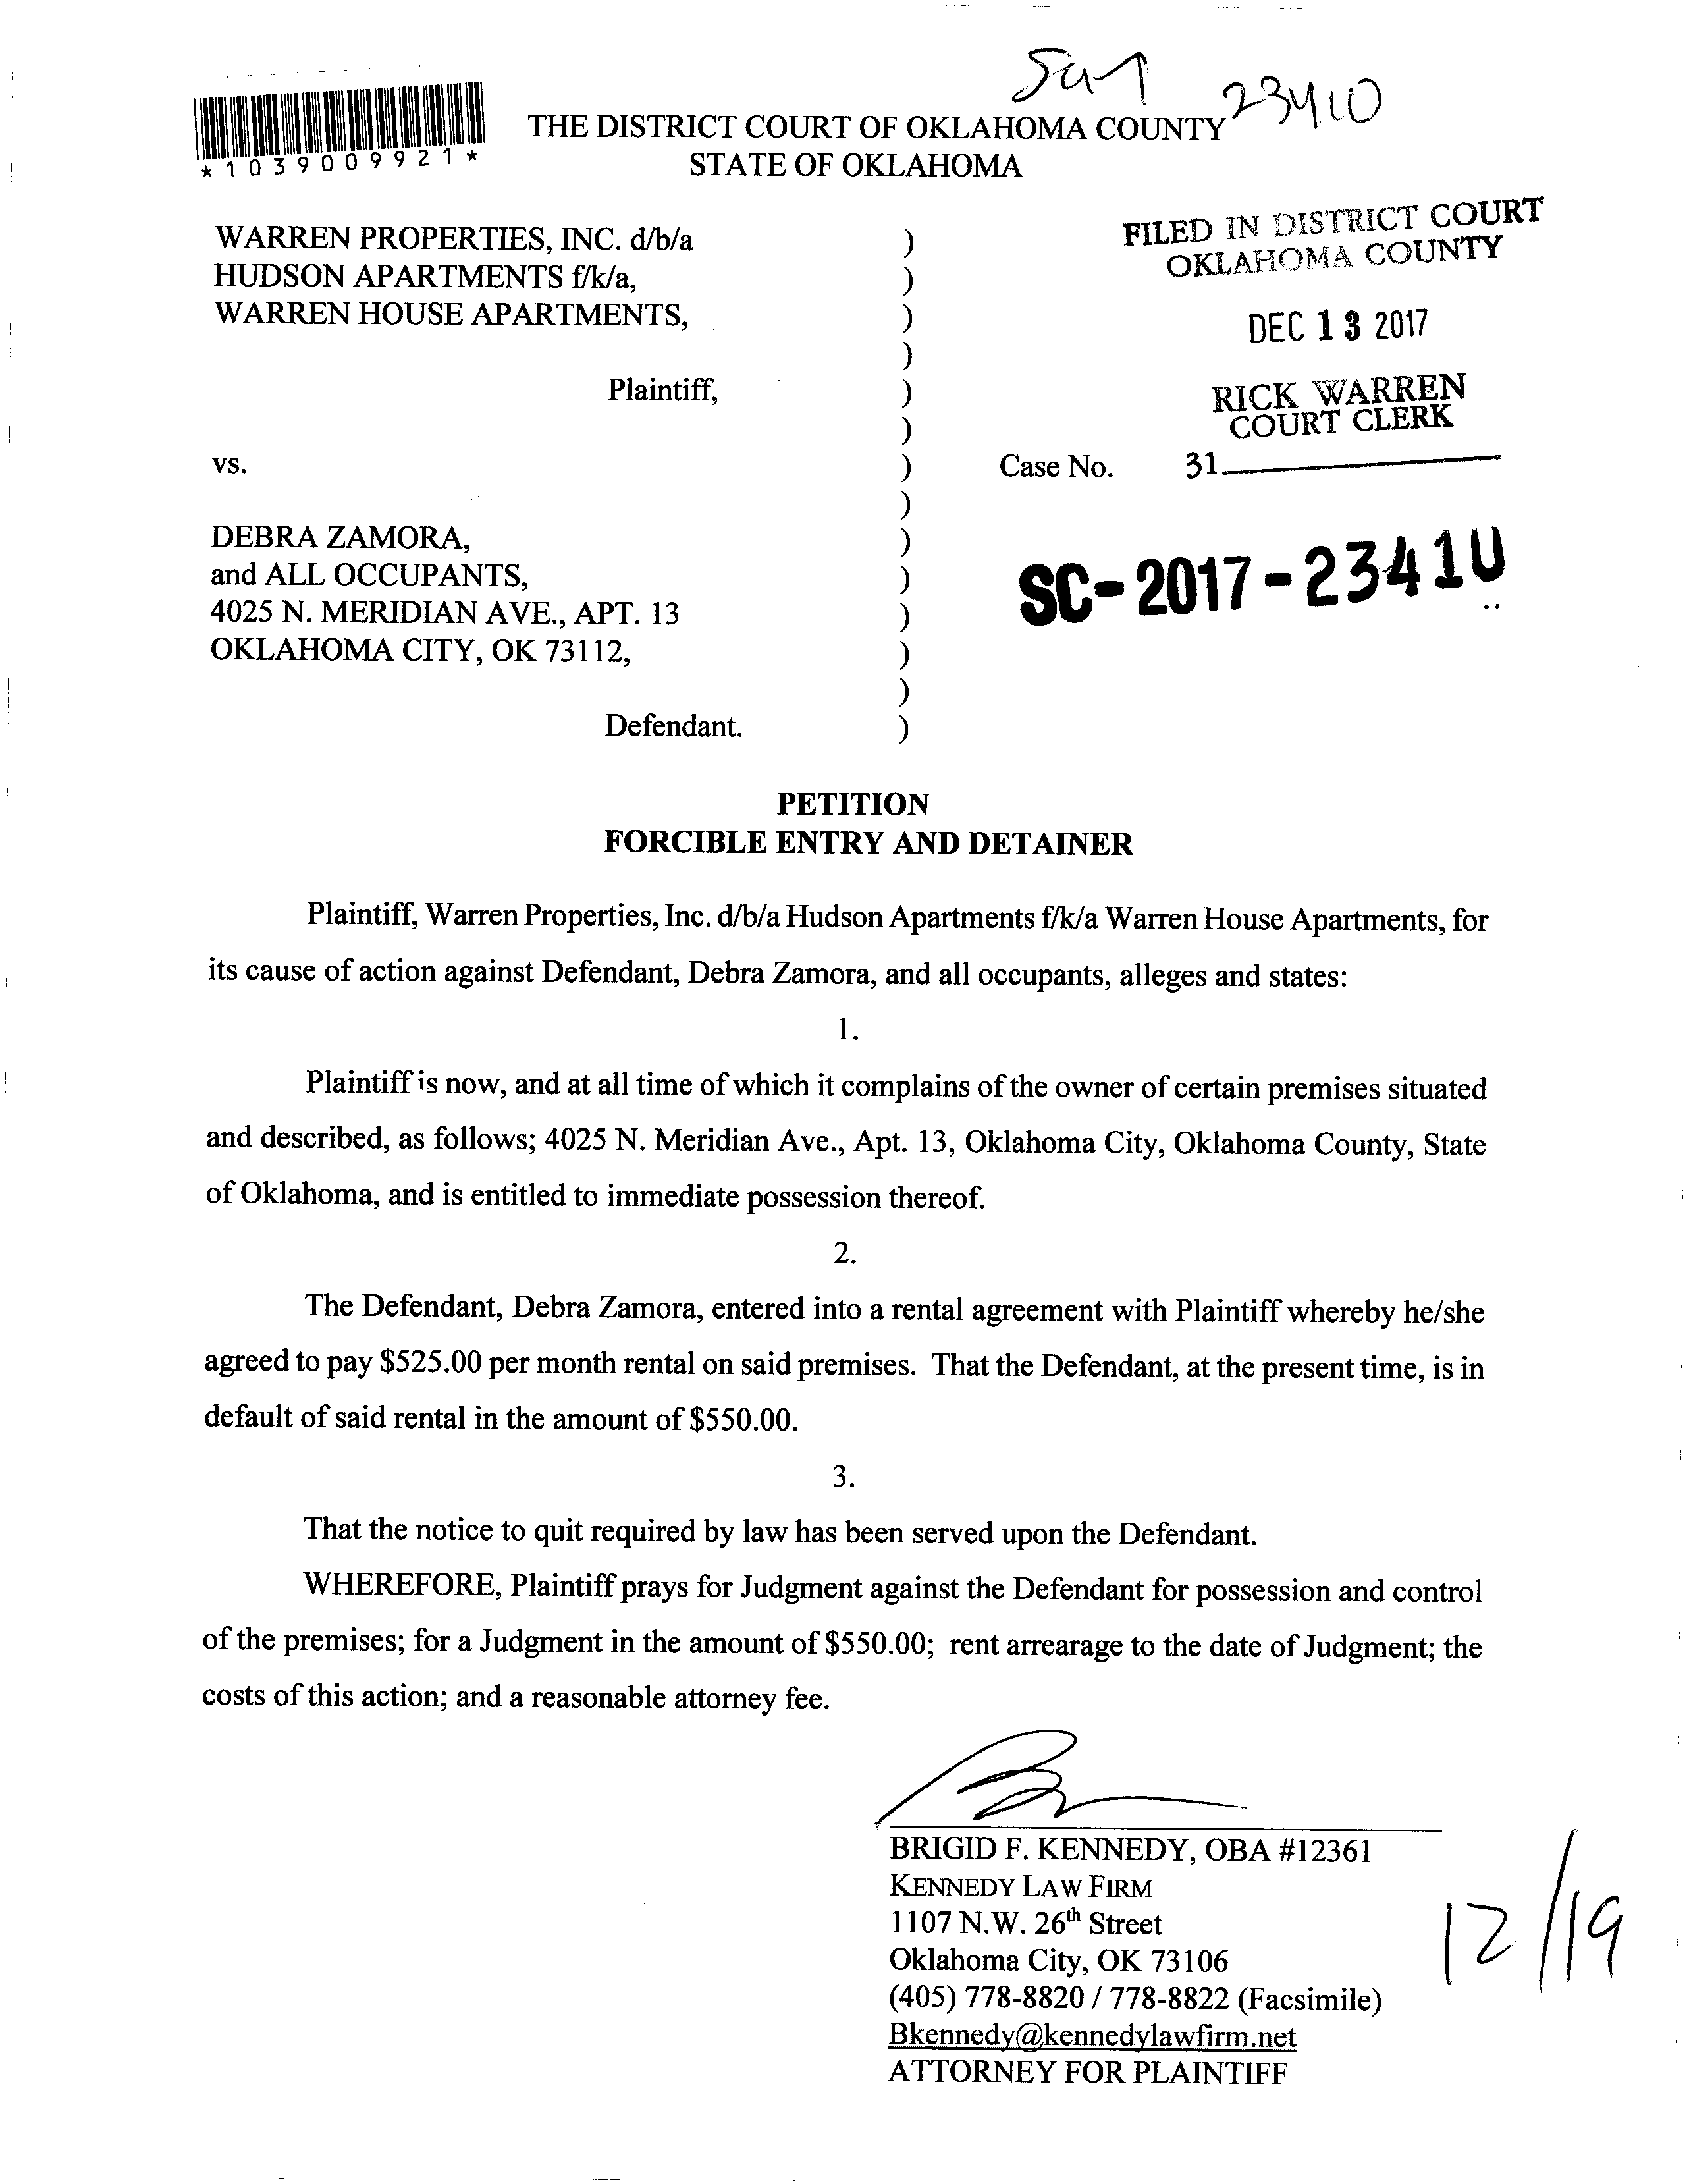 23410
*1039009921*
THE DISTRICT COURT OF OKLAHOMA COUNTY
STATE OF OKLAHOMA
FILED IN DISTRICT COURT
OKLAHOMA COUNTY
DEC 13 2017
RICK WARREN
COURT CLERK
31
WARREN PROPERTIES, INC. d/b/a )
HUDSON APARTMENTS f/k/a, )
WARREN HOUSE APARTMENTS, )
)
Plaintiff, )
)
vs. ) Case No.
)
DEBRA ZAMORA, )
and ALL OCCUPANTS, )
4025 N. MERIDIAN AVE., APT. 13 )
OKLAHOMA CITY, OK 73112, )
)
Defendant. )
SC-2017-23410
PETITION
FORCIBLE ENTRY AND DETAINER
Plaintiff, Warren Properties, Inc. d/b/a Hudson Apartments f/k/a Warren House Apartments, for
its cause of action against Defendant, Debra Zamora, and all occupants, alleges and states:
1.
Plaintiff is now, and at all time of which it complains of the owner of certain premises situated
and described, as follows; 4025 N. Meridian Ave., Apt. 13, Oklahoma City, Oklahoma County, State
of Oklahoma, and is entitled to immediate possession thereof.
2.
The Defendant, Debra Zamora, entered into a rental agreement with Plaintiff whereby he/she
agreed to pay $525.00 per month rental on said premises. That the Defendant, at the present time, is in
default of said rental in the amount of $550.00.
3.
That the notice to quit required by law has been served upon the Defendant.
WHEREFORE, Plaintiff prays for Judgment against the Defendant for possession and control
of the premises; for a Judgment in the amount of $550.00; rent arrearage to the date of Judgment; the
costs of this action; and a reasonable attorney fee.
BRIGID F. KENNEDY, OBA #12361
KENNEDY LAW FIRM
1107 N.W. 26th Street
Oklahoma City, OK 73106
(405) 778-8820 / 778-8822 (Facsimile)
Bkennedy@kennedylawfirm.net
ATTORNEY FOR PLAINTIFF
12/19